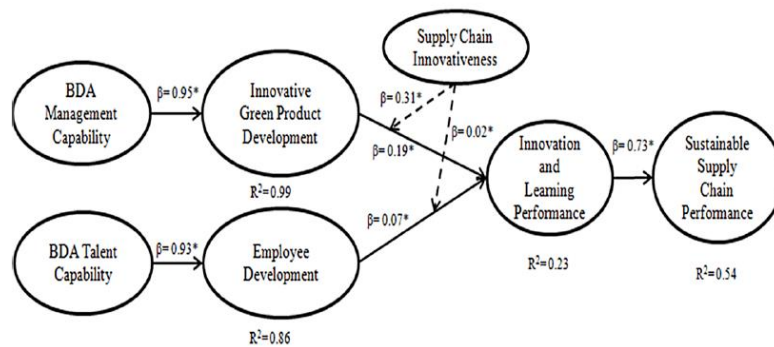 Supply Chain
Innovativeness
BDA
Management
Capability
β= 0.95*
Innovative
Green Product
Development
R²=0.99
β= 0.31*
β= 0.02*
β= 0.19*
Innovation
and
Learning
Performance
R²=0.23
β= 0.73*
Sustainable
Supply
Chain
Performance
R²=0.54
BDA Talent
Capability
β= 0.93*
Employee
Development
R²=0.86
β= 0.07*